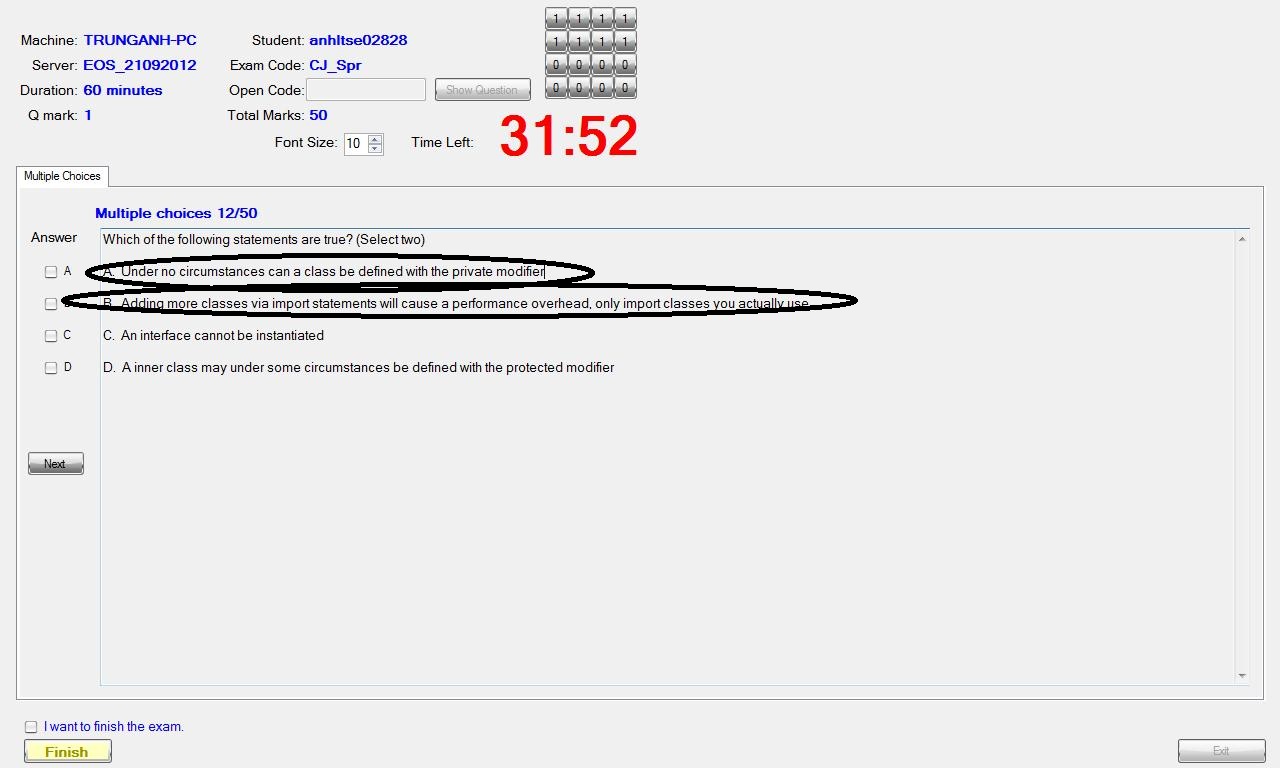 Machine: TRUNGANH-PC Student: anhltse02828
1 1 1 1
1 1 1 1
0 0 0 0
0 0 0 0
Server: EOS_21092012 Exam Code: CJ_Spr
Duration: 60 minutes Open Code: Show Question
Q mark: 1 Total Marks: 50
Font Size: 10 Time Left: 31:52
Multiple Choices
Multiple choices 12/50
Answer
Which of the following statements are true? (Select two)
A A. Under no circumstances can a class be defined with the private modifier
B. Adding more classes via import statements will cause a performance overhead, only import classes you actually use
C C. An interface cannot be instantiated
D D. A inner class may under some circumstances be defined with the protected modifier
Next
I want to finish the exam.
Finish
Exit